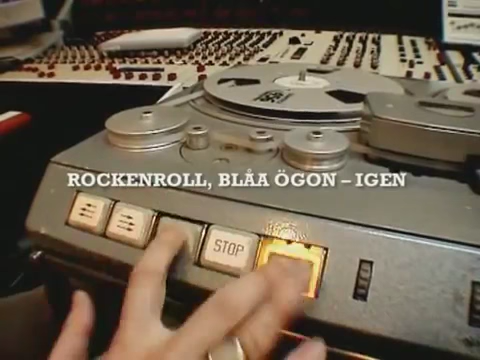 ROCKENROLL, BLÅA ÖGON – IGEN
STOP